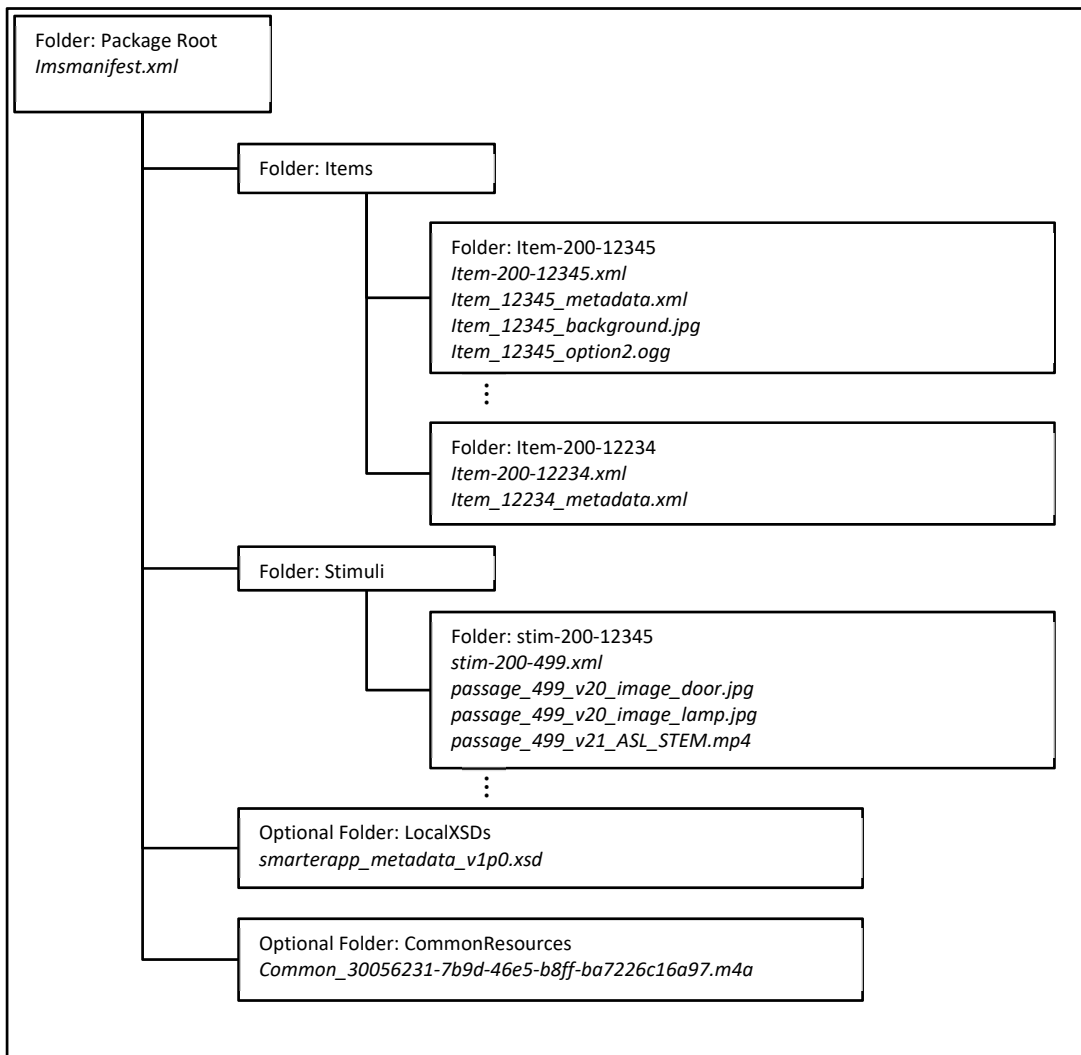 Folder: Package Root
Imsmanifest.xml
Folder: Items
Folder: Item-200-12345
Item-200-12345.xml
Item_12345_metadata.xml
Item_12345_background.jpg
Item_12345_option2.ogg
⋮
Folder: Item-200-12234
Item-200-12234.xml
Item_12234_metadata.xml
Folder: Stimuli
Folder: stim-200-12345
stim-200-499.xml
passage_499_v20_image_door.jpg
passage_499_v20_image_lamp.jpg
passage_499_v21_ASL_STEM.mp4
⋮
Optional Folder: LocalXSDs
smarterapp_metadata_v1p0.xsd
Optional Folder: CommonResources
Common_30056231-7b9d-46e5-b8ff-ba7226c16a97.m4a